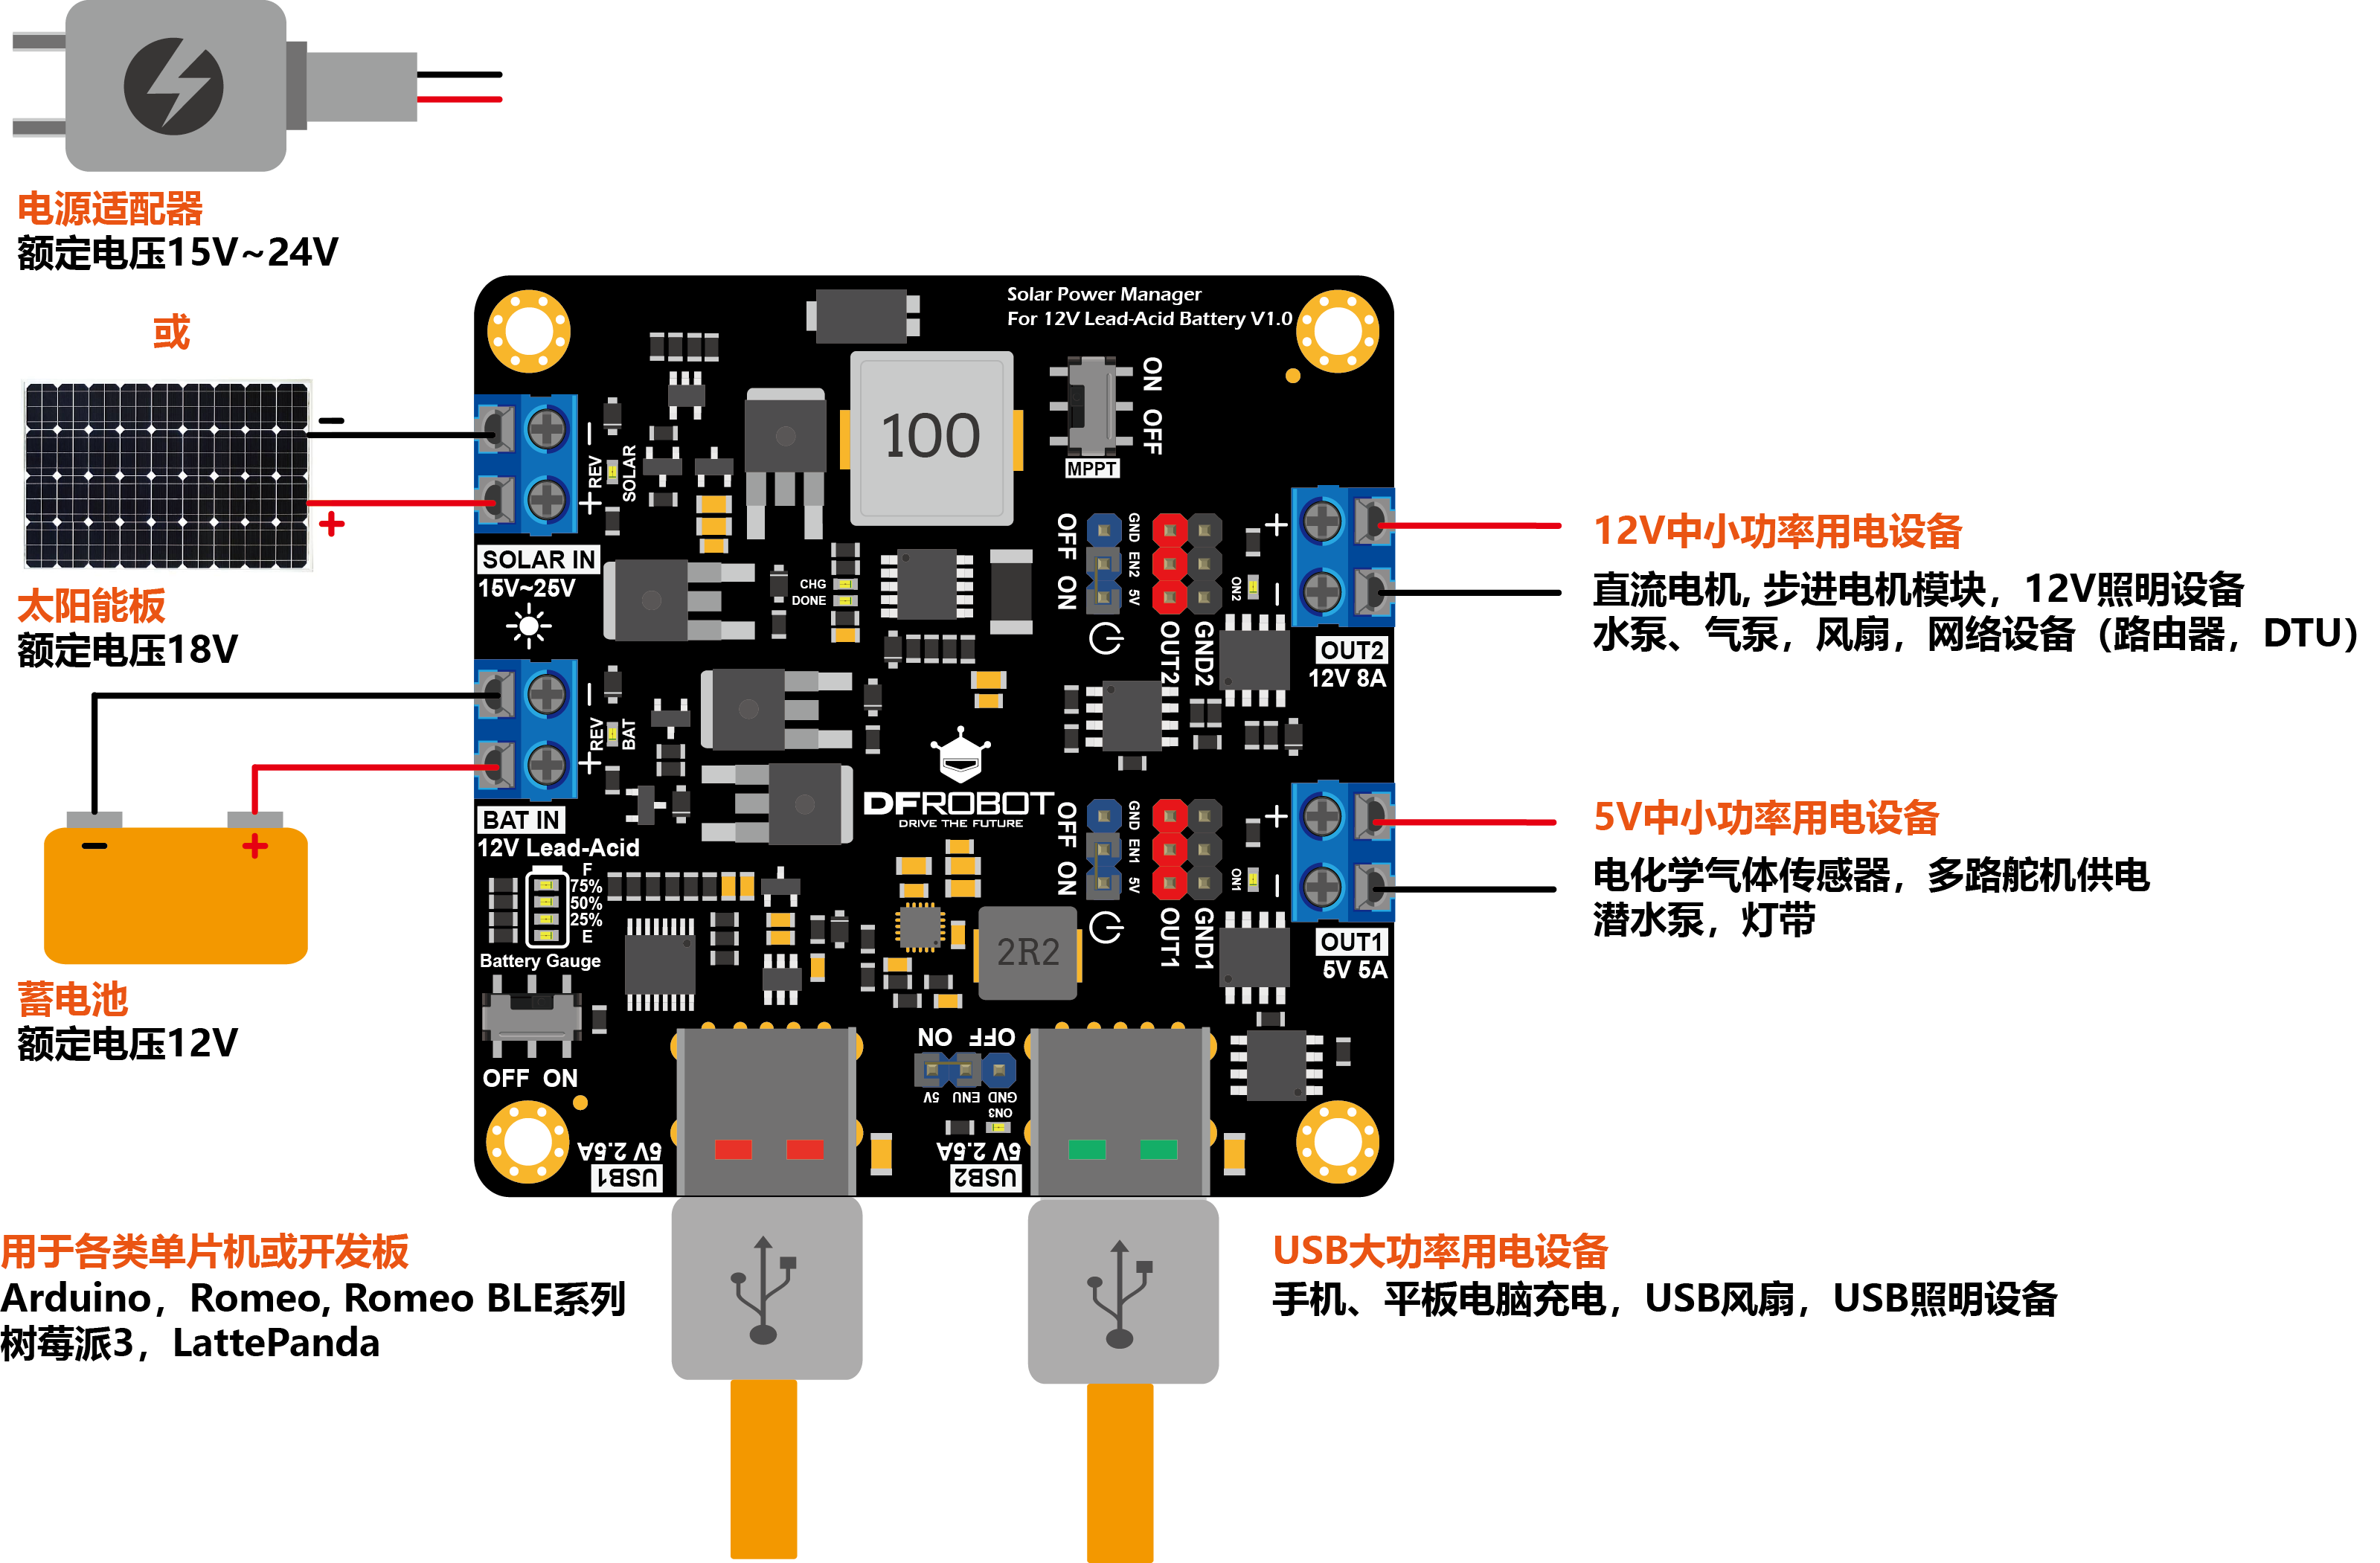 电源适配器
额定电压15V~24V
或
太阳能板
额定电压18V
蓄电池
额定电压12V
Solar Power Manager
For 12V Lead-Acid Battery V1.0
100
ON OFF
MPPT
REV
SOLAR
SOLAR IN
15V~25V
CHG
DONE
OFF ON
GND EN2 5V
OUT2
GND2
ON2
OUT2
12V 8A
REV
BAT
BAT IN
12V Lead-Acid
F
75%
50%
25%
E
Battery Gauge
OFF ON
DFROBOT
DRIVE THE FUTURE
OFF ON
GND EN1 5V
OUT1
GND1
ON1
OUT1
5V 5A
2R2
ON OFF
5V ENU GND
ON3
5V 2.5A
USB1
5V 2.5A
USB2
12V中小功率用电设备
直流电机, 步进电机模块，12V照明设备
水泵、气泵，风扇，网络设备（路由器，DTU）
5V中小功率用电设备
电化学气体传感器，多路舵机供电
潜水泵，灯带
用于各类单片机或开发板
Arduino，Romeo, Romeo BLE系列
树莓派3，LattePanda
USB大功率用电设备
手机、平板电脑充电，USB风扇，USB照明设备